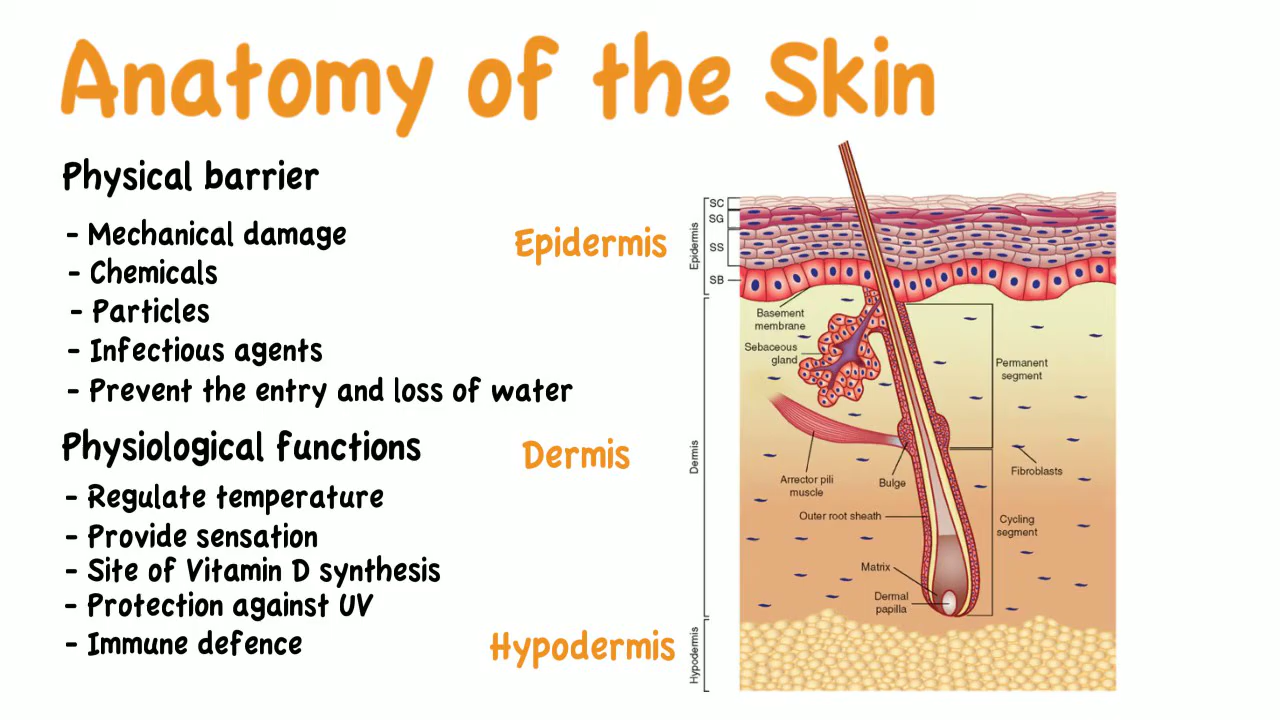 Anatomy of the Skin
Physical barrier
- Mechanical damage
- Chemicals
- Particles
- Infectious agents
- Prevent the entry and loss of water
Physiological functions
- Regulate temperature
- Provide sensation
- Site of Vitamin D synthesis
- Protection against UV
- Immune defence
Epidermis
Dermis
Hypodermis
Epidermis
SC
SG
SS
SB
Basement
membrane
Sebaceous
gland
Permanent
segment
Dermis
Arrector pili
muscle
Bulge
Fibroblasts
Outer root sheath
Cycling
segment
Matrix
Dermal
papilla
Hypodermis